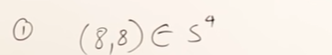 ① (8,8) ∈ S⁴